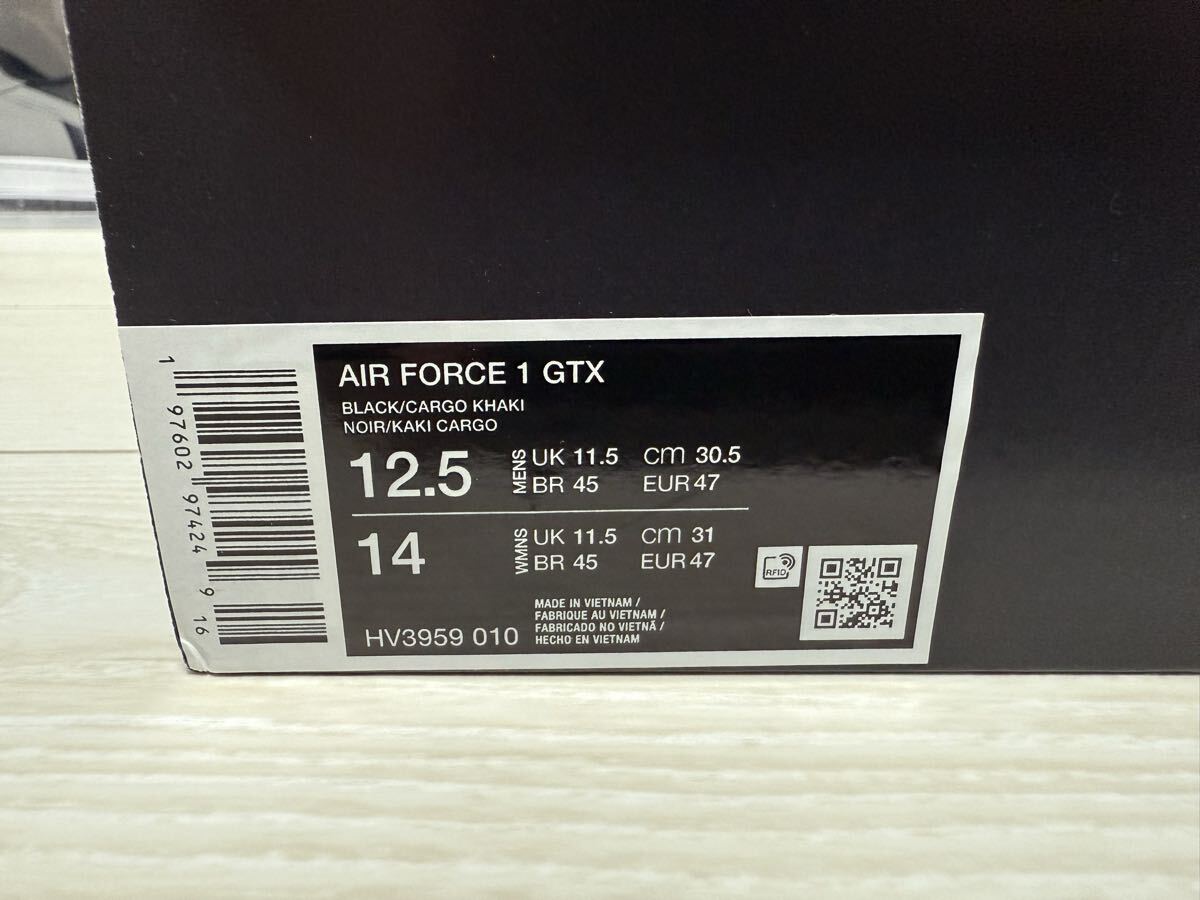 AIR FORCE 1 GTX
BLACK/CARGO KHAKI
NOIR/KAKI CARGO
12.5 MENS UK 11.5 cm 30.5
BR 45 EUR 47
14 WMNS UK 11.5 cm 31
BR 45 EUR 47
MADE IN VIETNAM /
FABRIQUE AU VIETNAM /
FABRICADO NO VIETNÃ /
HECHO EN VIETNAM
HV3959 010
RFID
1 97602 97424 9 16